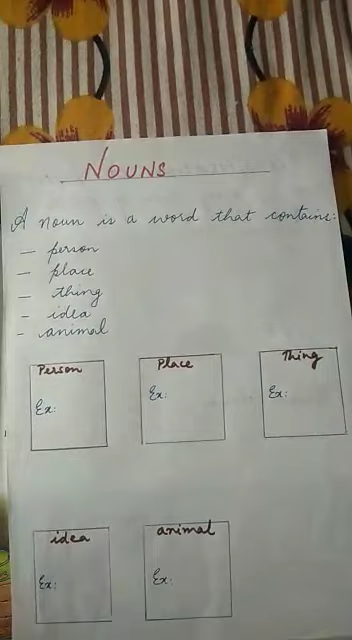 NOUNS
A noun is a word that contains:
— person
— place
— thing
— idea
- animal
Person
Ex:
Place
Ex:
Thing
Ex:
idea
Ex:
animal
Ex: